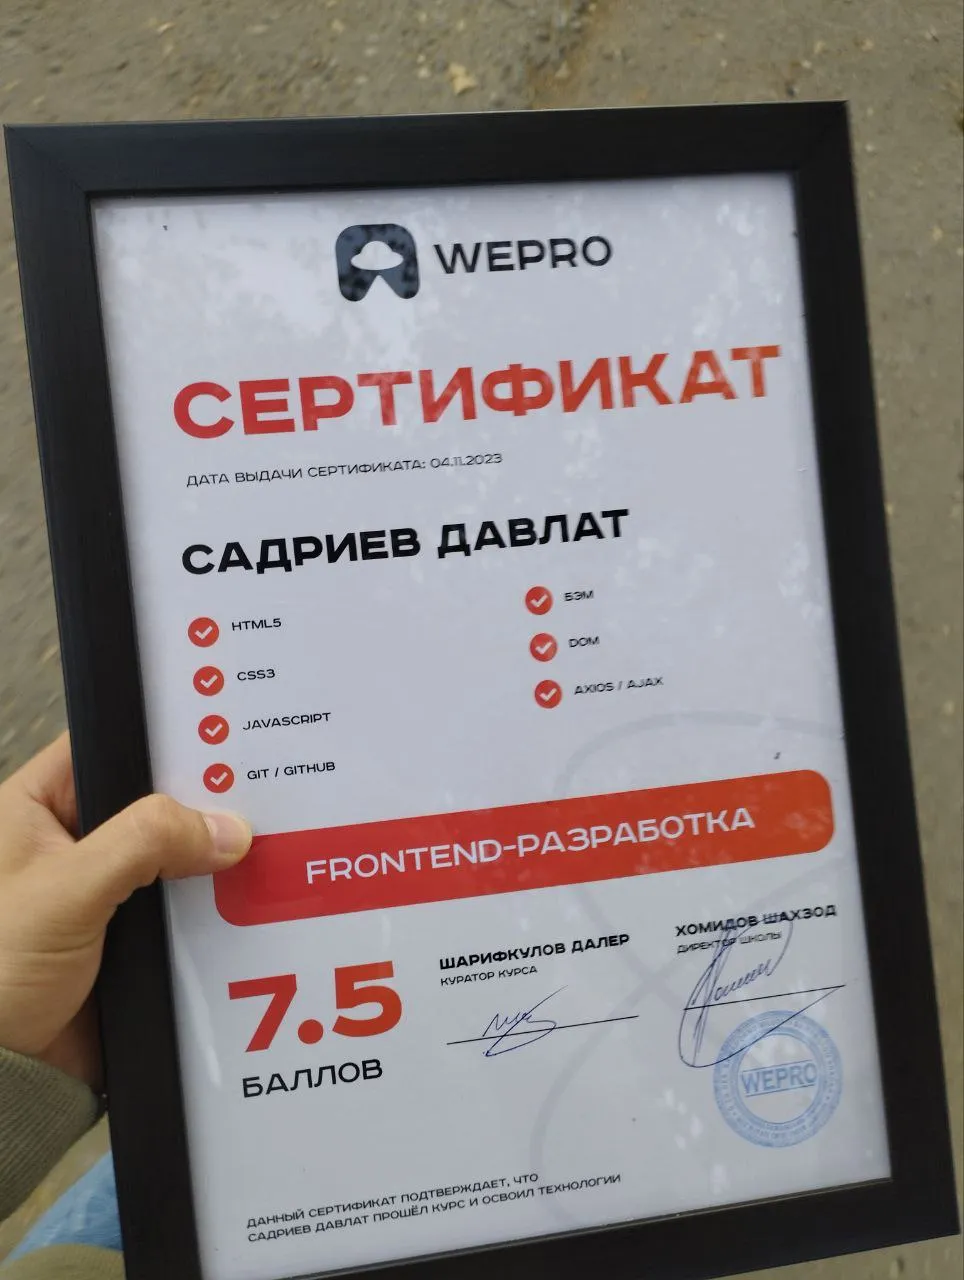 WEPRO
СЕРТИФИКАТ
ДАТА ВЫДАЧИ СЕРТИФИКАТА: 04.11.2023
САДРИЕВ ДАВЛАТ
HTML5
CSS3
JAVASCRIPT
GIT / GITHUB
БЭМ
DOM
AXIOS / AJAX
FRONTEND-РАЗРАБОТКА
7.5
БАЛЛОВ
ШАРИФКУЛОВ ДАЛЕР
КУРАТОР КУРСА
ХОМИДОВ ШАХЗОД
ДИРЕКТОР ШКОЛЫ
WEPRO
ДАННЫЙ СЕРТИФИКАТ ПОДТВЕРЖДАЕТ, ЧТО
САДРИЕВ ДАВЛАТ ПРОШЁЛ КУРС И ОСВОИЛ ТЕХНОЛОГИИ